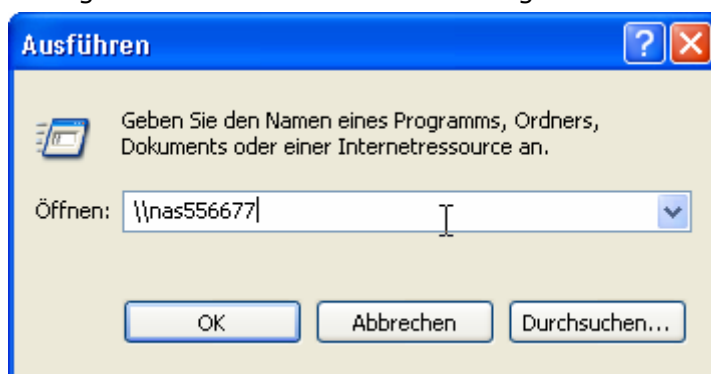 Ausführen
Geben Sie den Namen eines Programms, Ordners,
Dokuments oder einer Internetressource an.
Öffnen: \\nas556677
OK Abbrechen Durchsuchen...